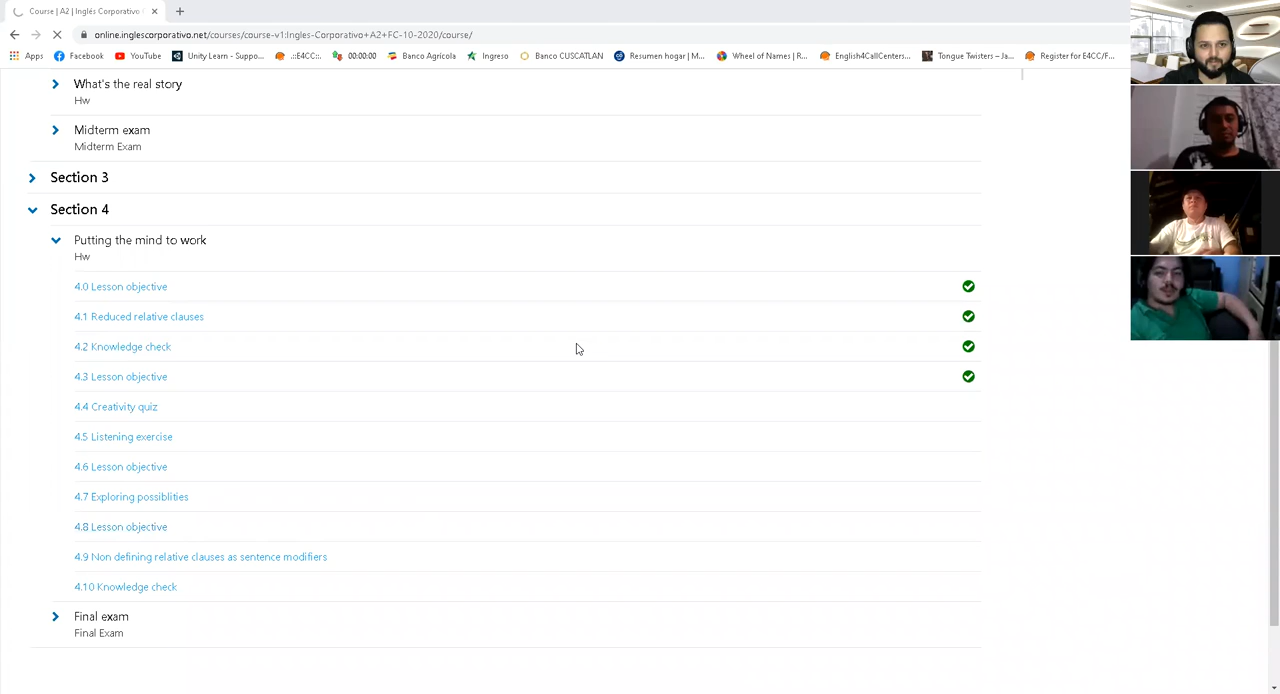 Course | A2 | Inglés Corporativo
online.inglescorporativo.net/courses/course-v1:Ingles-Corporativo+A2+FC-10-2020/course/
Apps Facebook YouTube Unity Learn - Suppo... .::E4CC::. 00:00:00 Banco Agrícola Ingreso Banco CUSCATLAN Resumen hogar | M... Wheel of Names | R... English4CallCenters... Tongue Twisters – Ja... Register for E4CC/F...
What's the real story
Hw
Midterm exam
Midterm Exam
Section 3
Section 4
Putting the mind to work
Hw
4.0 Lesson objective
4.1 Reduced relative clauses
4.2 Knowledge check
4.3 Lesson objective
4.4 Creativity quiz
4.5 Listening exercise
4.6 Lesson objective
4.7 Exploring possiblities
4.8 Lesson objective
4.9 Non defining relative clauses as sentence modifiers
4.10 Knowledge check
Final exam
Final Exam